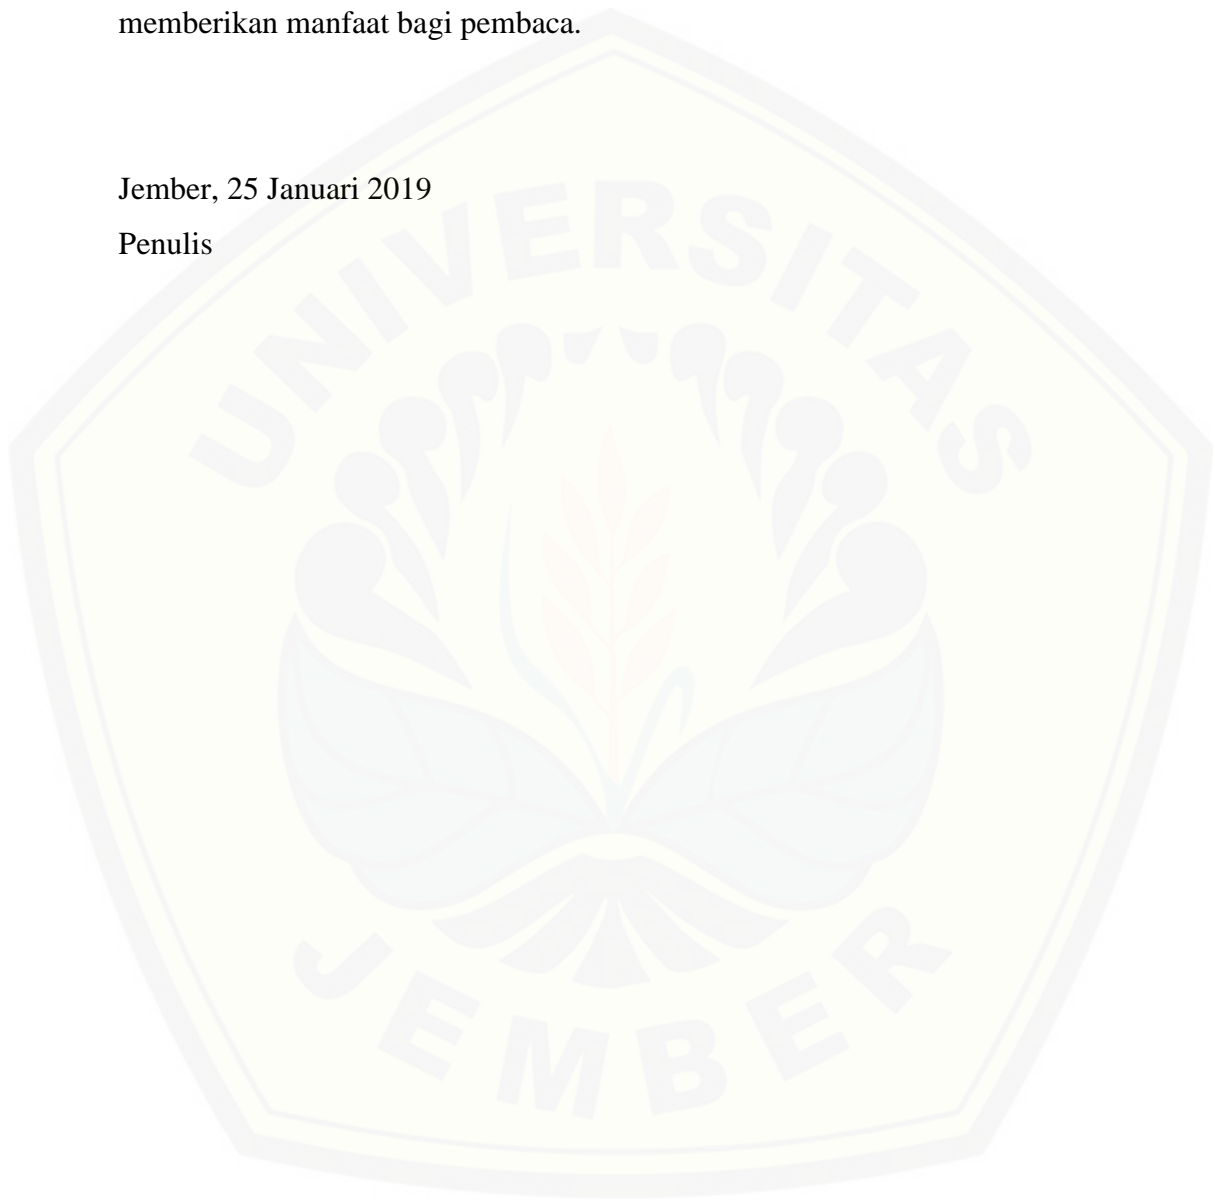 memberikan manfaat bagi pembaca.
Jember, 25 Januari 2019
Penulis
UNIVERSITAS
JEMBER